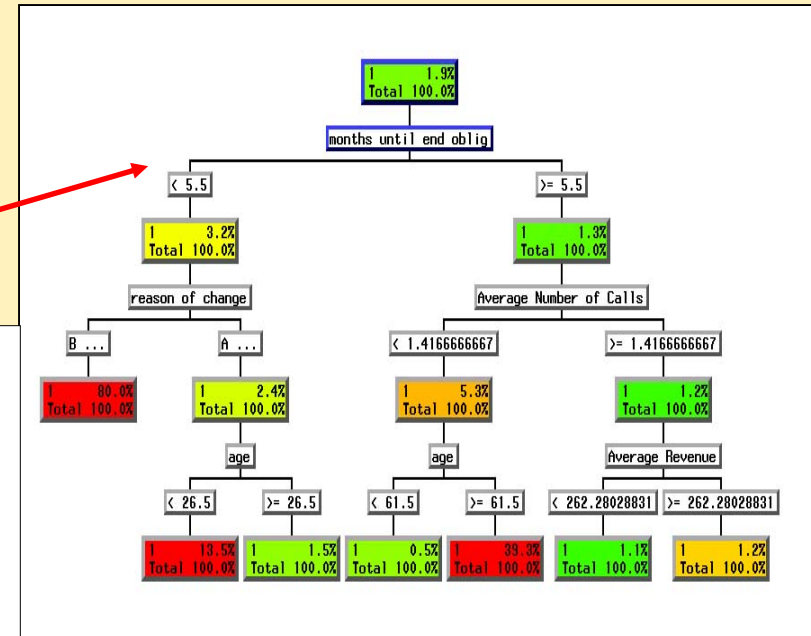 1 1.9%
Total 100.0%
months until end oblig
< 5.5
>= 5.5
1 3.2%
Total 100.0%
1 1.3%
Total 100.0%
reason of change
Average Number of Calls
B ...
A ...
< 1.4166666667
>= 1.4166666667
1 80.0%
Total 100.0%
1 2.4%
Total 100.0%
1 5.3%
Total 100.0%
1 1.2%
Total 100.0%
age
age
Average Revenue
< 26.5
>= 26.5
< 61.5
>= 61.5
< 262.28028831
>= 262.28028831
1 13.5%
Total 100.0%
1 1.5%
Total 100.0%
1 0.5%
Total 100.0%
1 39.3%
Total 100.0%
1 1.1%
Total 100.0%
1 1.2%
Total 100.0%